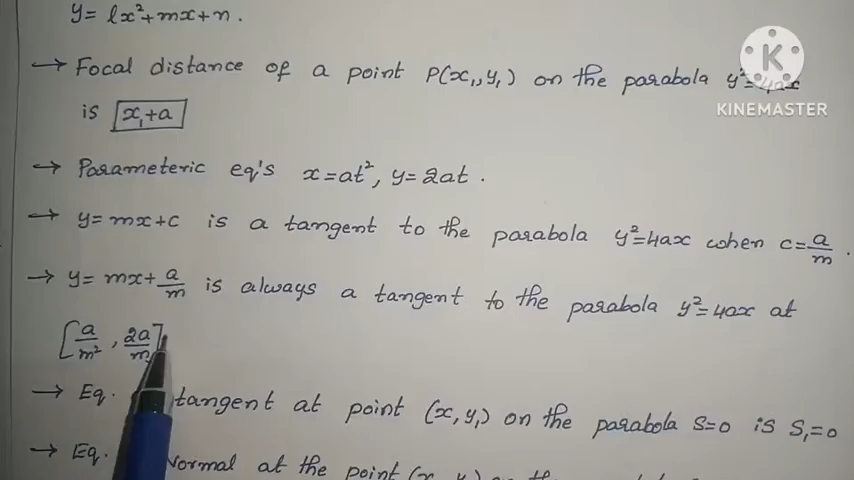 y = lx²+mx+n.
→ Focal distance of a point P(x₁,y₁) on the parabola y²=4ax
is x₁+a
→ Parameteric eq's x=at², y=2at.
→ y=mx+c is a tangent to the parabola y²=4ax when c=a/m.
→ y= mx+a/m is always a tangent to the parabola y²=4ax at
[a/m², 2a/m]
→ Eq. tangent at point (x,y₁) on the parabola S=0 is S₁=0
→ Eq. Normal at the point
K
KINEMASTER